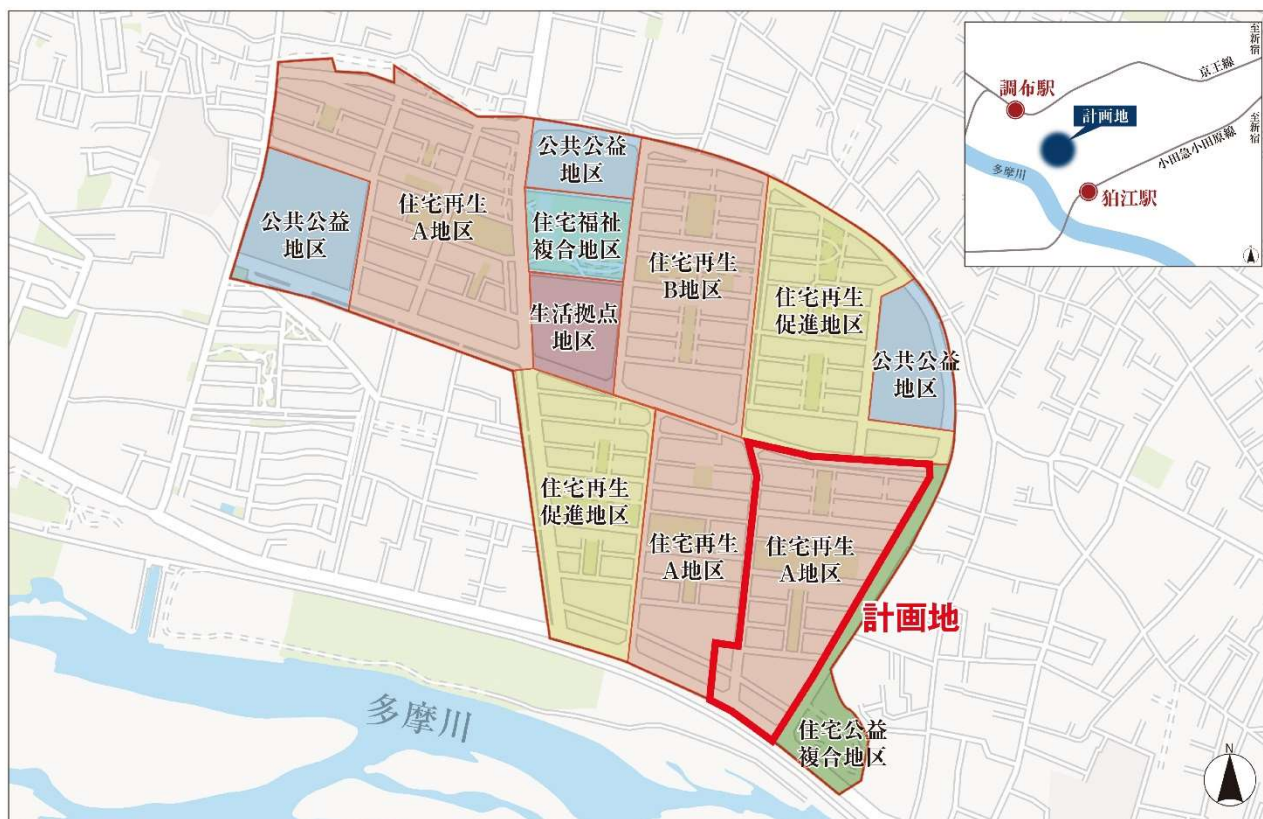 公共公益
地区
住宅再生
A地区
公共公益
地区
住宅福祉
複合地区
生活拠点
地区
住宅再生
B地区
住宅再生
促進地区
公共公益
地区
住宅再生
促進地区
住宅再生
A地区
住宅再生
A地区
計画地
住宅公益
複合地区
多摩川
N
調布駅
計画地
狛江駅
京王線
小田急小田原線
多摩川
至新宿
至新宿